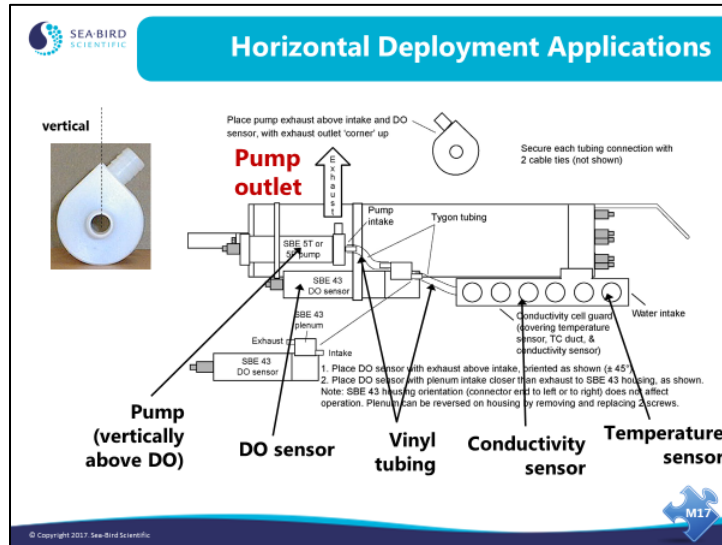 SEA·BIRD
SCIENTIFIC
Horizontal Deployment Applications
vertical
Place pump exhaust above intake and DO
sensor, with exhaust outlet 'corner' up
Secure each tubing connection with
2 cable ties (not shown)
Pump
outlet
Exhaust
Pump
intake
Tygon tubing
SBE 5T or
5P pump
SBE 43
DO sensor
SBE 43
plenum
Exhaust
Intake
SBE 43
DO sensor
Water intake
Conductivity cell guard
(covering temperature
sensor, TC duct, &
conductivity sensor)
1. Place DO sensor with exhaust above intake, oriented as shown (± 45°)
2. Place DO sensor with plenum intake closer than exhaust to SBE 43 housing, as shown.
Note: SBE 43 housing orientation (connector end to left or to right) does not affect
operation. Plenum can be reversed on housing by removing and replacing 2 screws.
Pump
(vertically
above DO)
DO sensor
Vinyl
tubing
Conductivity
sensor
Temperature
sensor
M17
© Copyright 2017. Sea-Bird Scientific